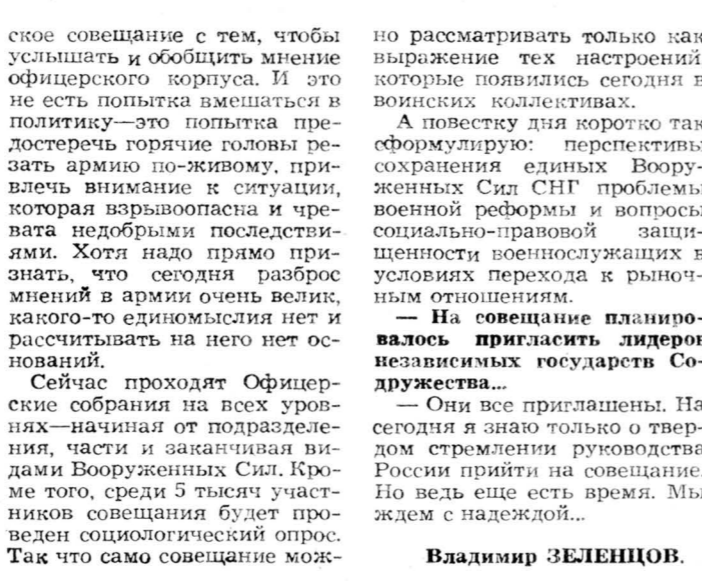 ское совещание с тем, чтобы
услышать и обобщить мнение
офицерского корпуса. И это
не есть попытка вмешаться в
политику—это попытка пре-
достеречь горячие головы ре-
зать армию по-живому, при-
влечь внимание к ситуации,
которая взрывоопасна и чре-
вата недобрыми последстви-
ями. Хотя надо прямо при-
знать, что сегодня разброс
мнений в армии очень велик,
какого-то единомыслия нет и
рассчитывать на него нет ос-
нований.
Сейчас проходят Офицер-
ские собрания на всех уров-
нях—начиная от подразделе-
ния, части и заканчивая ви-
дами Вооруженных Сил. Кро-
ме того, среди 5 тысяч участ-
ников совещания будет про-
веден социологический опрос.
Так что само совещание мож-
но рассматривать только как
выражение тех настроений
которые появились сегодня в
воинских коллективах.
А повестку дня коротко так
сформулирую: перспективы
сохранения единых Воору-
женных Сил СНГ проблемы
военной реформы и вопросы
социально-правовой защи-
щенности военнослужащих в
условиях перехода к рыноч-
ным отношениям.
— На совещание планиро-
валось пригласить лидеров
независимых государств Со-
дружества...
— Они все приглашены. На
сегодня я знаю только о твер-
дом стремлении руководства
России прийти на совещание.
Но ведь еще есть время. Мы
ждем с надеждой...
Владимир ЗЕЛЕНЦОВ.